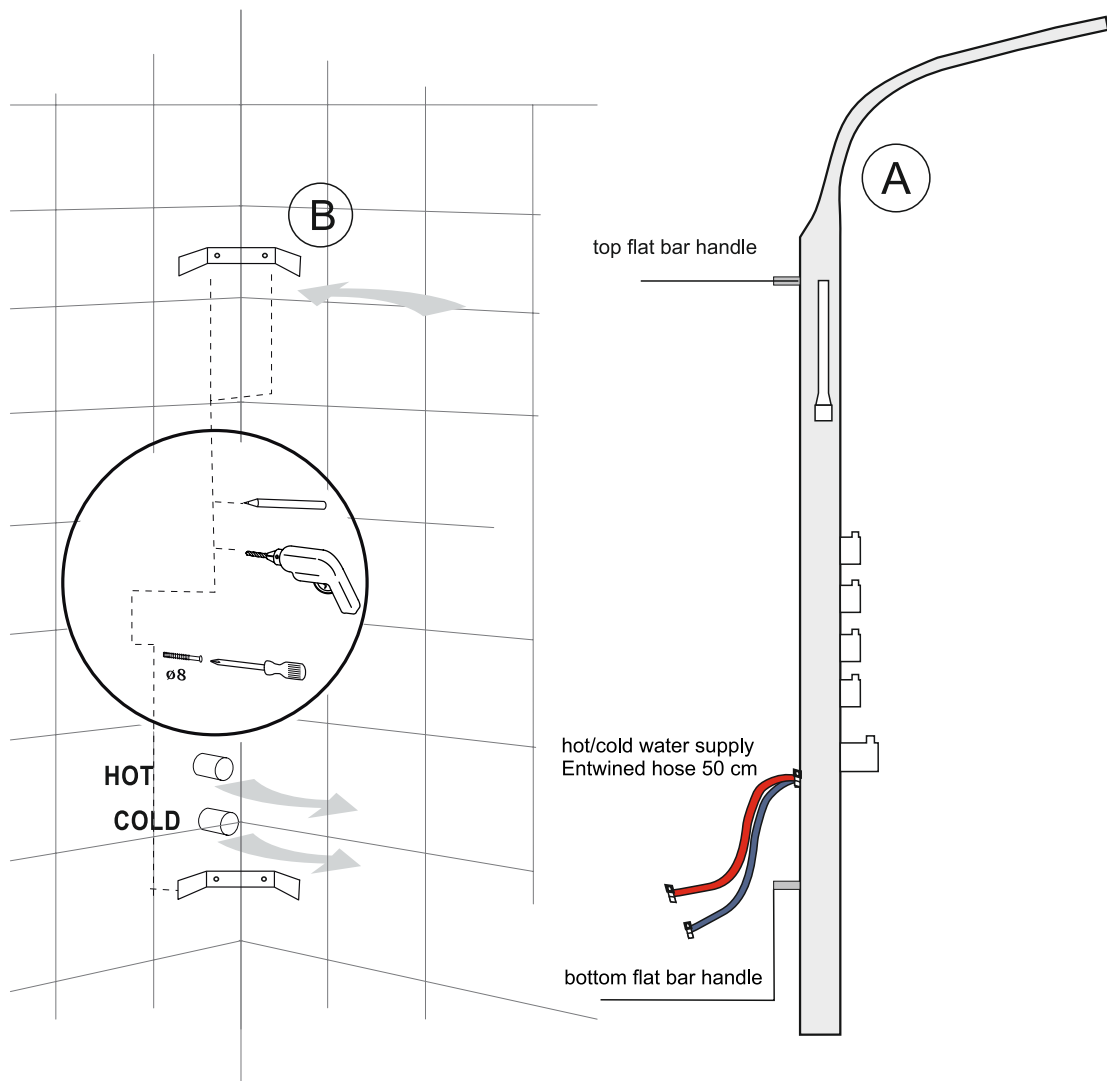 B
A
top flat bar handle
ø8
HOT
COLD
hot/cold water supply
Entwined hose 50 cm
bottom flat bar handle